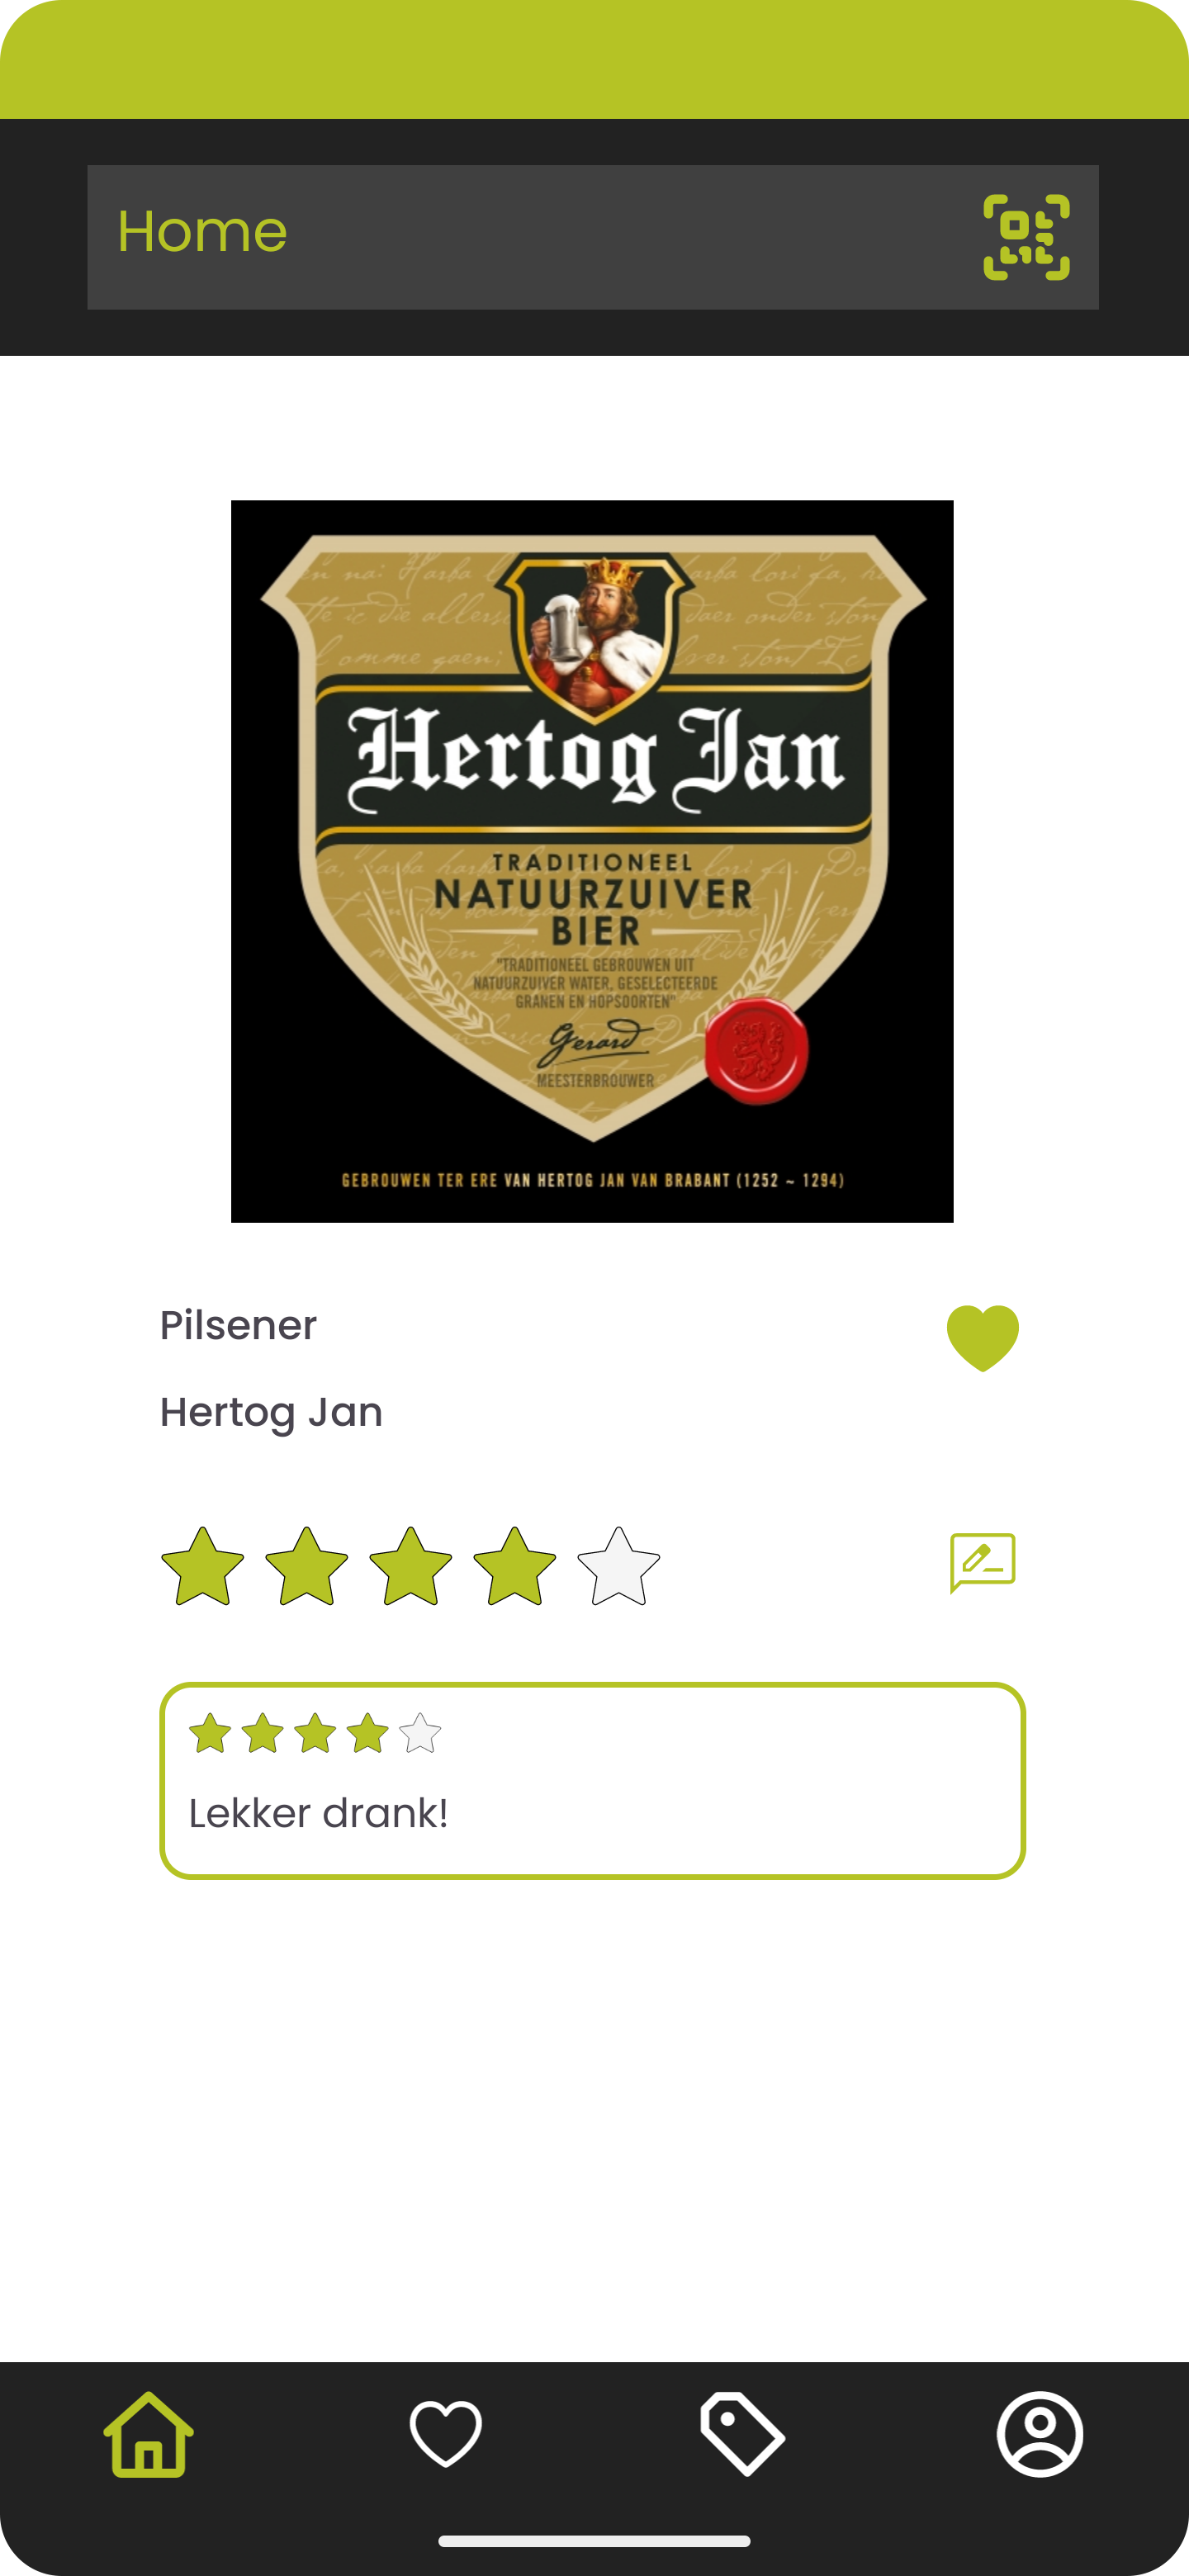 Home
Hertog Jan
TRADITIONEEL
NATUURZUIVER
BIER
"TRADITIONEEL GEBROUWEN UIT
NATUURZUIVER WATER, GESELECTEERDE
GRANEN EN HOPSOORTEN"
Gerard
MEESTERBROUWER
GEBROUWEN TER ERE VAN HERTOG JAN VAN BRABANT (1252 ~ 1294)
Pilsener
Hertog Jan
Lekker drank!